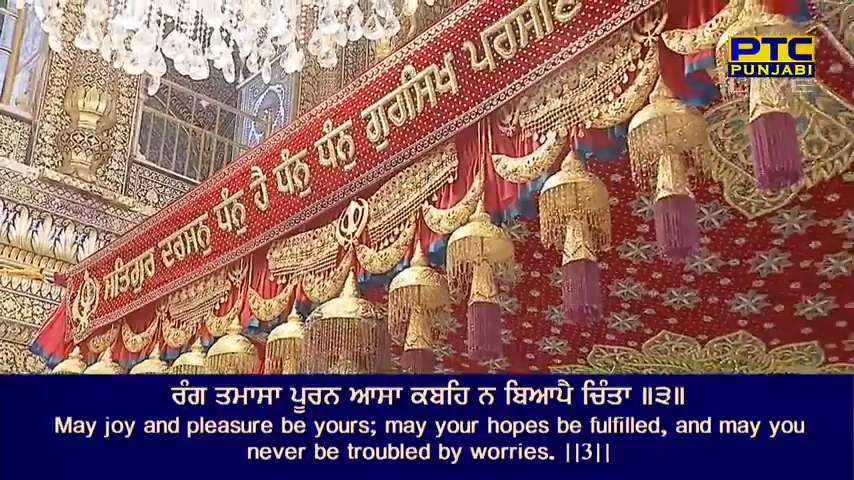 PTC
PUNJABI
ਸਤਿਗੁਰ ਦਰਸਨੁ ਧੰਨੁ ਹੈ ਧੰਨੁ ਧੰਨੁ ਗੁਰਸਿਖ ਪਰਸਾਦੁ
ਰੰਗ ਤਮਾਸਾ ਪੂਰਨ ਆਸਾ ਕਬਹਿ ਨ ਬਿਆਪੈ ਚਿੰਤਾ ॥੩॥
May joy and pleasure be yours; may your hopes be fulfilled, and may you
never be troubled by worries. ||3||